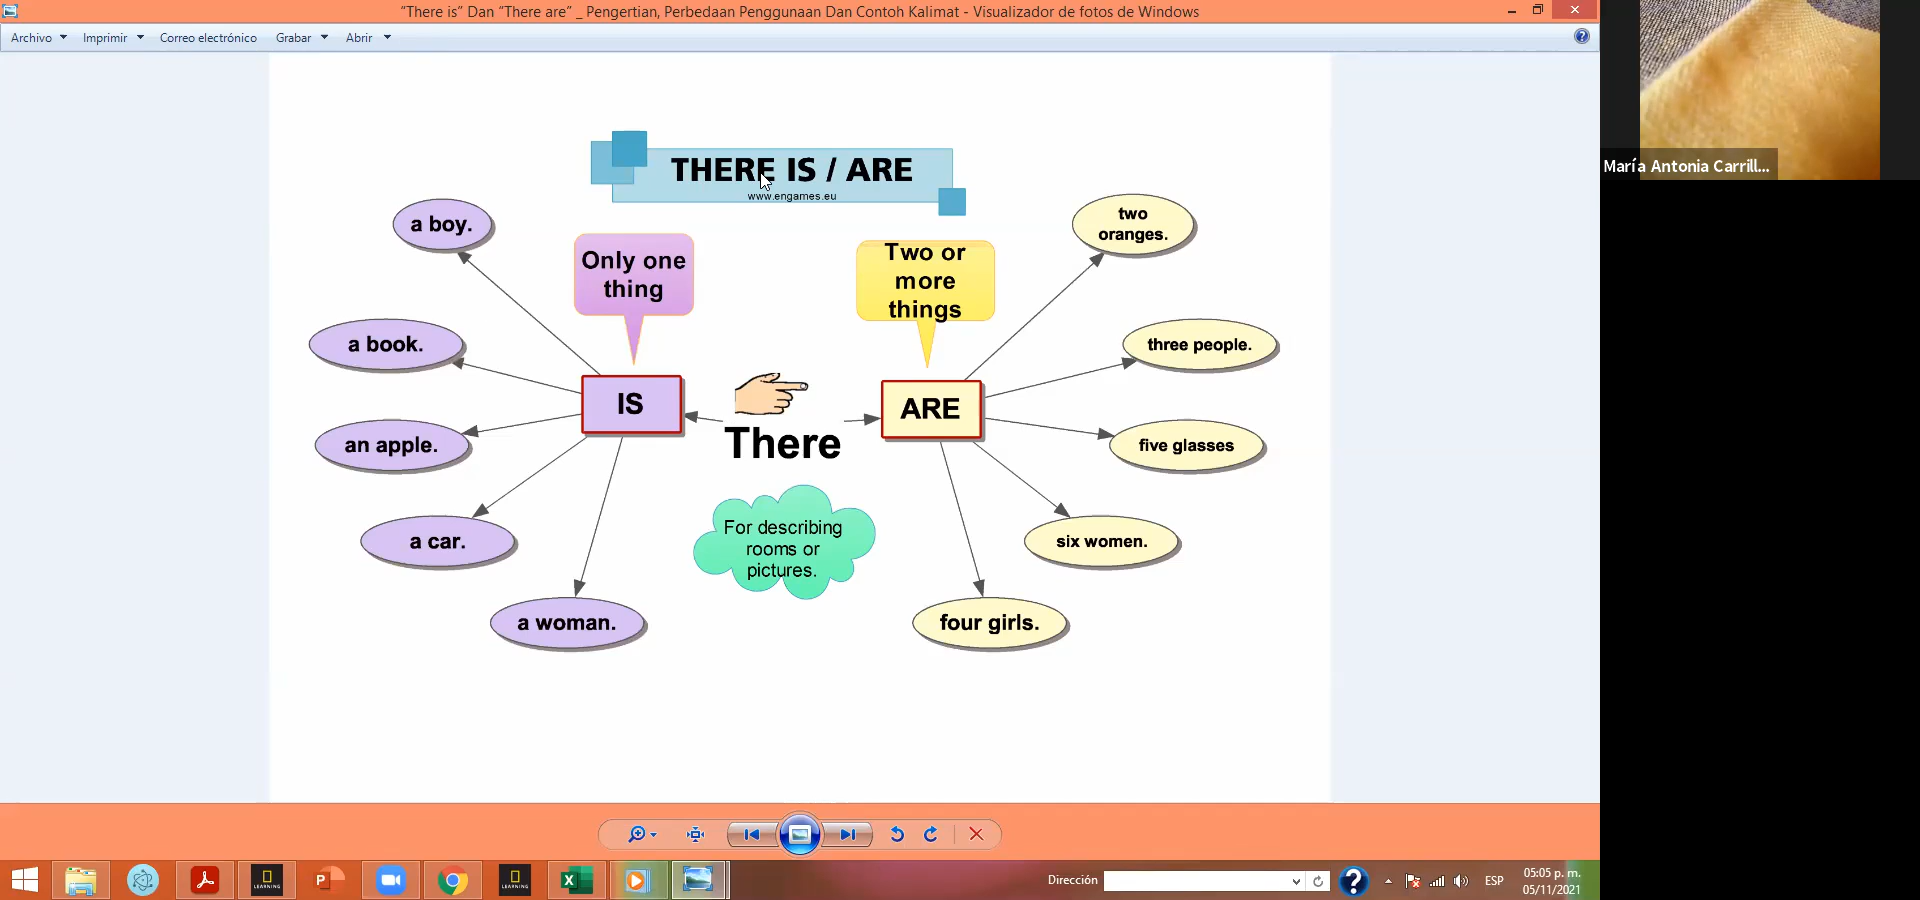 "There is" Dan "There are" _ Pengertian, Perbedaan Penggunaan Dan Contoh Kalimat - Visualizador de fotos de Windows
Archivo Imprimir Correo electrónico Grabar Abrir
María Antonia Carrill...
THERE IS / ARE
www.engames.eu
a boy.
Only one
thing
Two or
more
things
two
oranges.
a book.
three people.
IS
ARE
There
an apple.
five glasses
For describing
rooms or
pictures.
a car.
six women.
a woman.
four girls.
LEARNING
LEARNING
Dirección
ESP
05:05 p. m.
05/11/2021